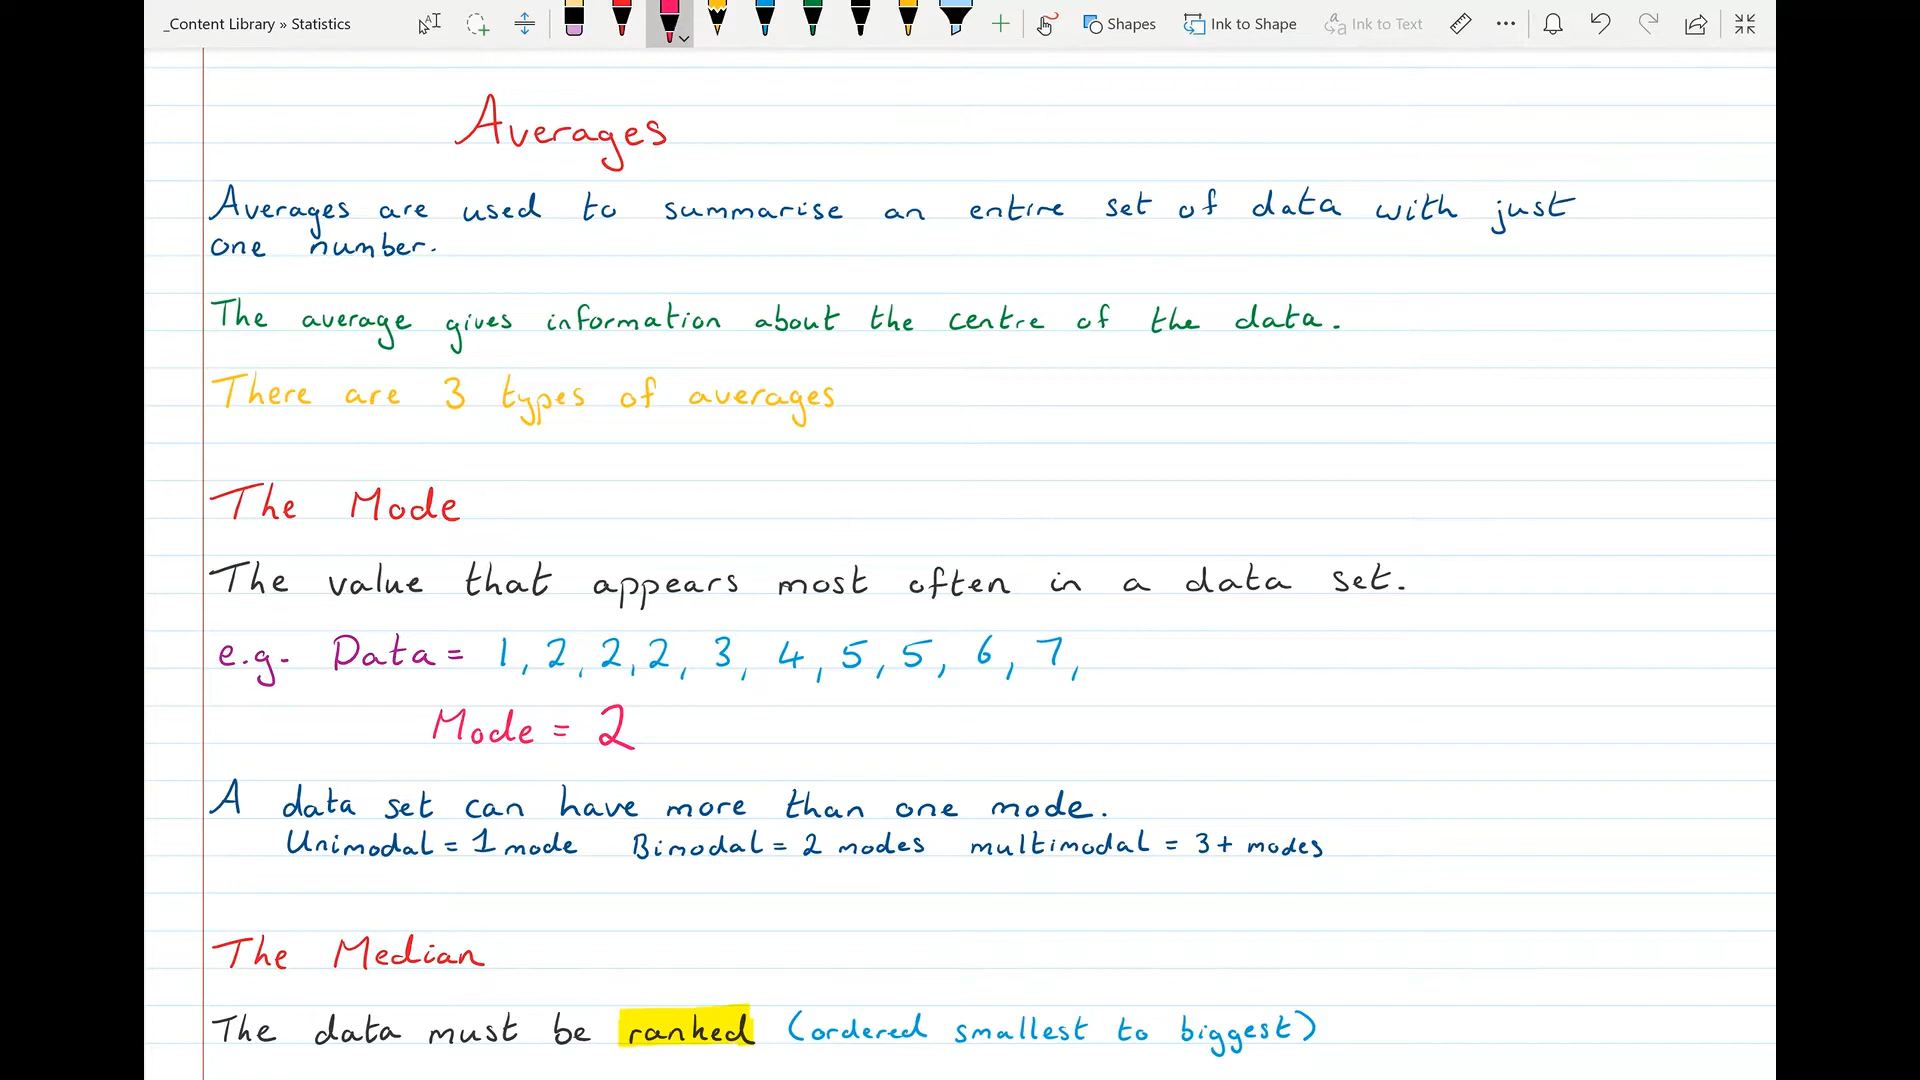 _Content Library » Statistics
Shapes
Ink to Shape
Ink to Text
Averages
Averages are used to summarise an entire set of data with just
one number.
The average gives information about the centre of the data.
There are 3 types of averages
The Mode
The value that appears most often in a data set.
e.g. Data = 1, 2, 2, 2, 3, 4, 5, 5, 6, 7,
Mode = 2
A data set can have more than one mode.
Unimodal = 1 mode Bimodal = 2 modes multimodal = 3+ modes
The Median
The data must be ranked (ordered smallest to biggest)